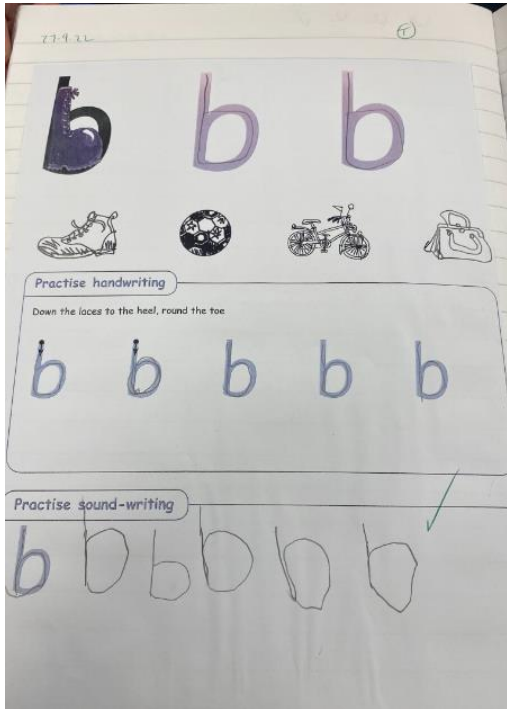 27.9.22 T
b b b
Practise handwriting
Down the laces to the heel, round the toe
b b b b b
Practise sound-writing
b b b b b b